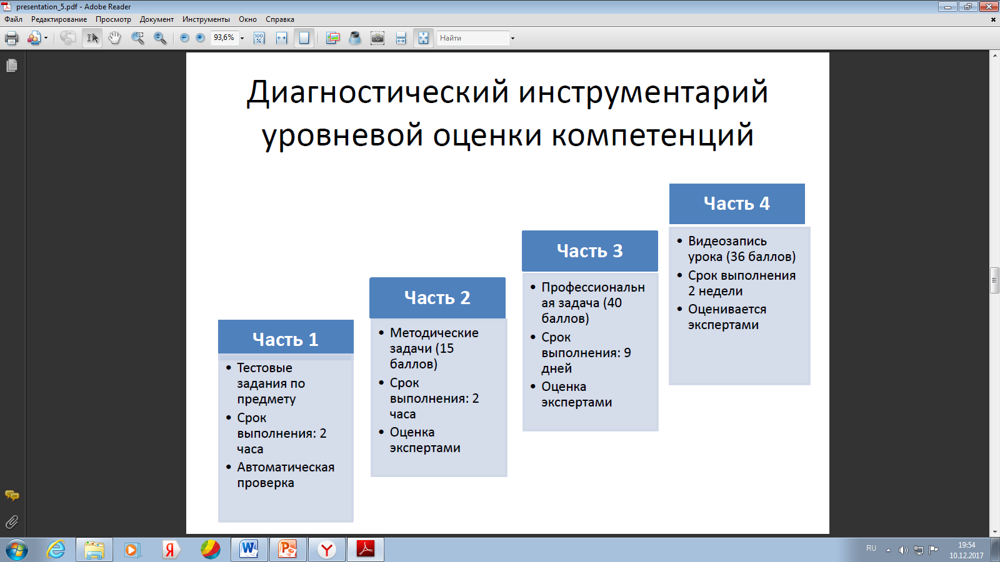 presentation_5.pdf - Adobe Reader
Файл Редактирование Просмотр Документ Инструменты Окно Справка
93,6%
Найти
Диагностический инструментарий
уровневой оценки компетенций
Часть 1
• Тестовые
задания по
предмету
• Срок
выполнения: 2
часа
• Автоматическая
проверка
Часть 2
• Методические
задачи (15
баллов)
• Срок
выполнения: 2
часа
• Оценка
экспертами
Часть 3
• Профессиональн
ая задача (40
баллов)
• Срок
выполнения: 9
дней
• Оценка
экспертами
Часть 4
• Видеозапись
урока (36 баллов)
• Срок выполнения
2 недели
• Оценивается
экспертами
RU
19:54
10.12.2017